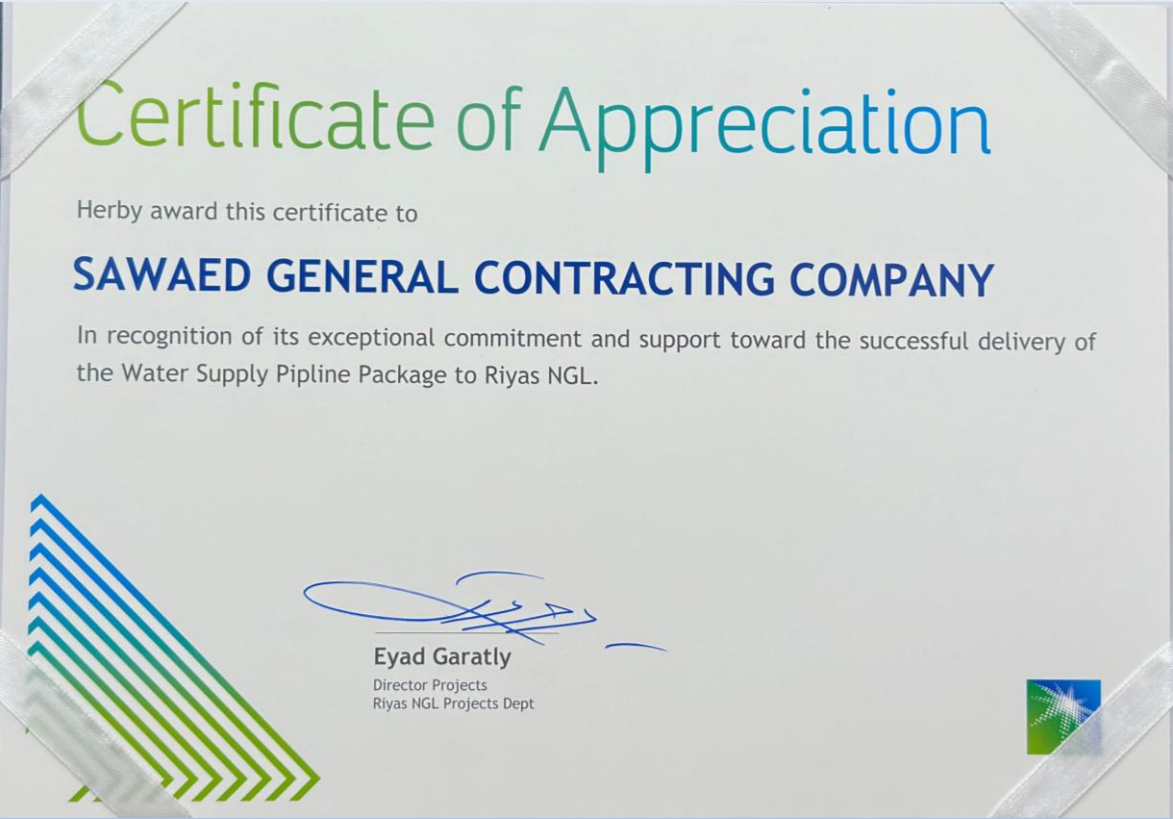 Certificate of Appreciation
Herby award this certificate to
SAWAED GENERAL CONTRACTING COMPANY
In recognition of its exceptional commitment and support toward the successful delivery of
the Water Supply Pipline Package to Riyas NGL.
Eyad Garatly
Director Projects
Riyas NGL Projects Dept